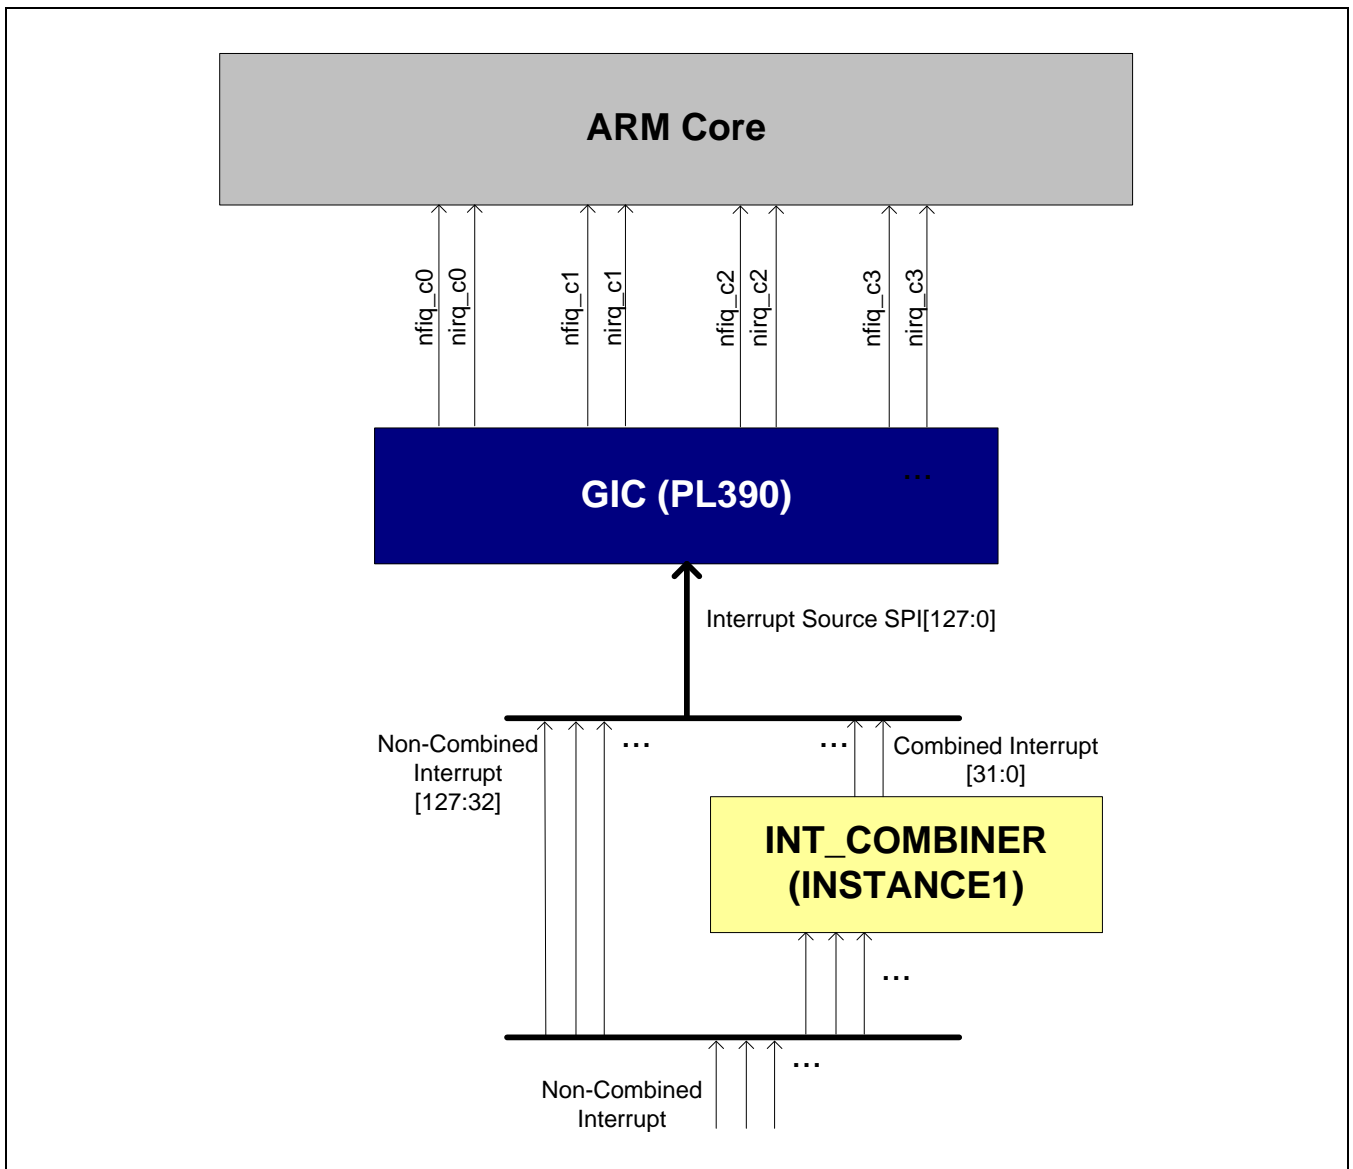 ARM Core
nfiq_c0
nirq_c0
nfiq_c1
nirq_c1
nfiq_c2
nirq_c2
nfiq_c3
nirq_c3
...
GIC (PL390)
Interrupt Source SPI[127:0]
Non-Combined
Interrupt
[127:32]
...
...
Combined Interrupt
[31:0]
INT_COMBINER
(INSTANCE1)
...
...
Non-Combined
Interrupt